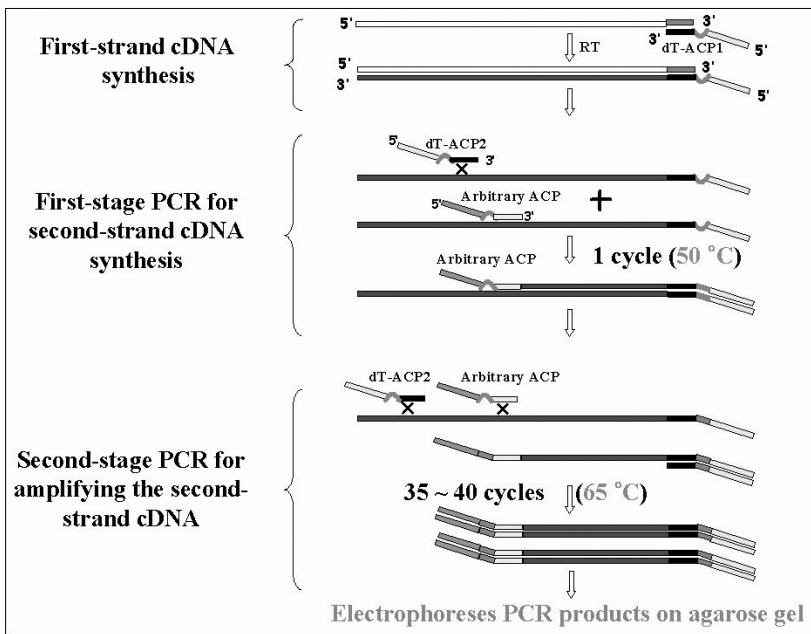 First-strand cDNA
synthesis
5'
3'
3'
dT-ACP1
5'
RT
3'
3'
5'
First-stage PCR for
second-strand cDNA
synthesis
5'
dT-ACP2
3'
Arbitrary ACP
+
5'
3'
1 cycle (50 °C)
Arbitrary ACP
Second-stage PCR for
amplifying the second-
strand cDNA
dT-ACP2
Arbitrary ACP
35 ~ 40 cycles (65 °C)
Electrophoreses PCR products on agarose gel